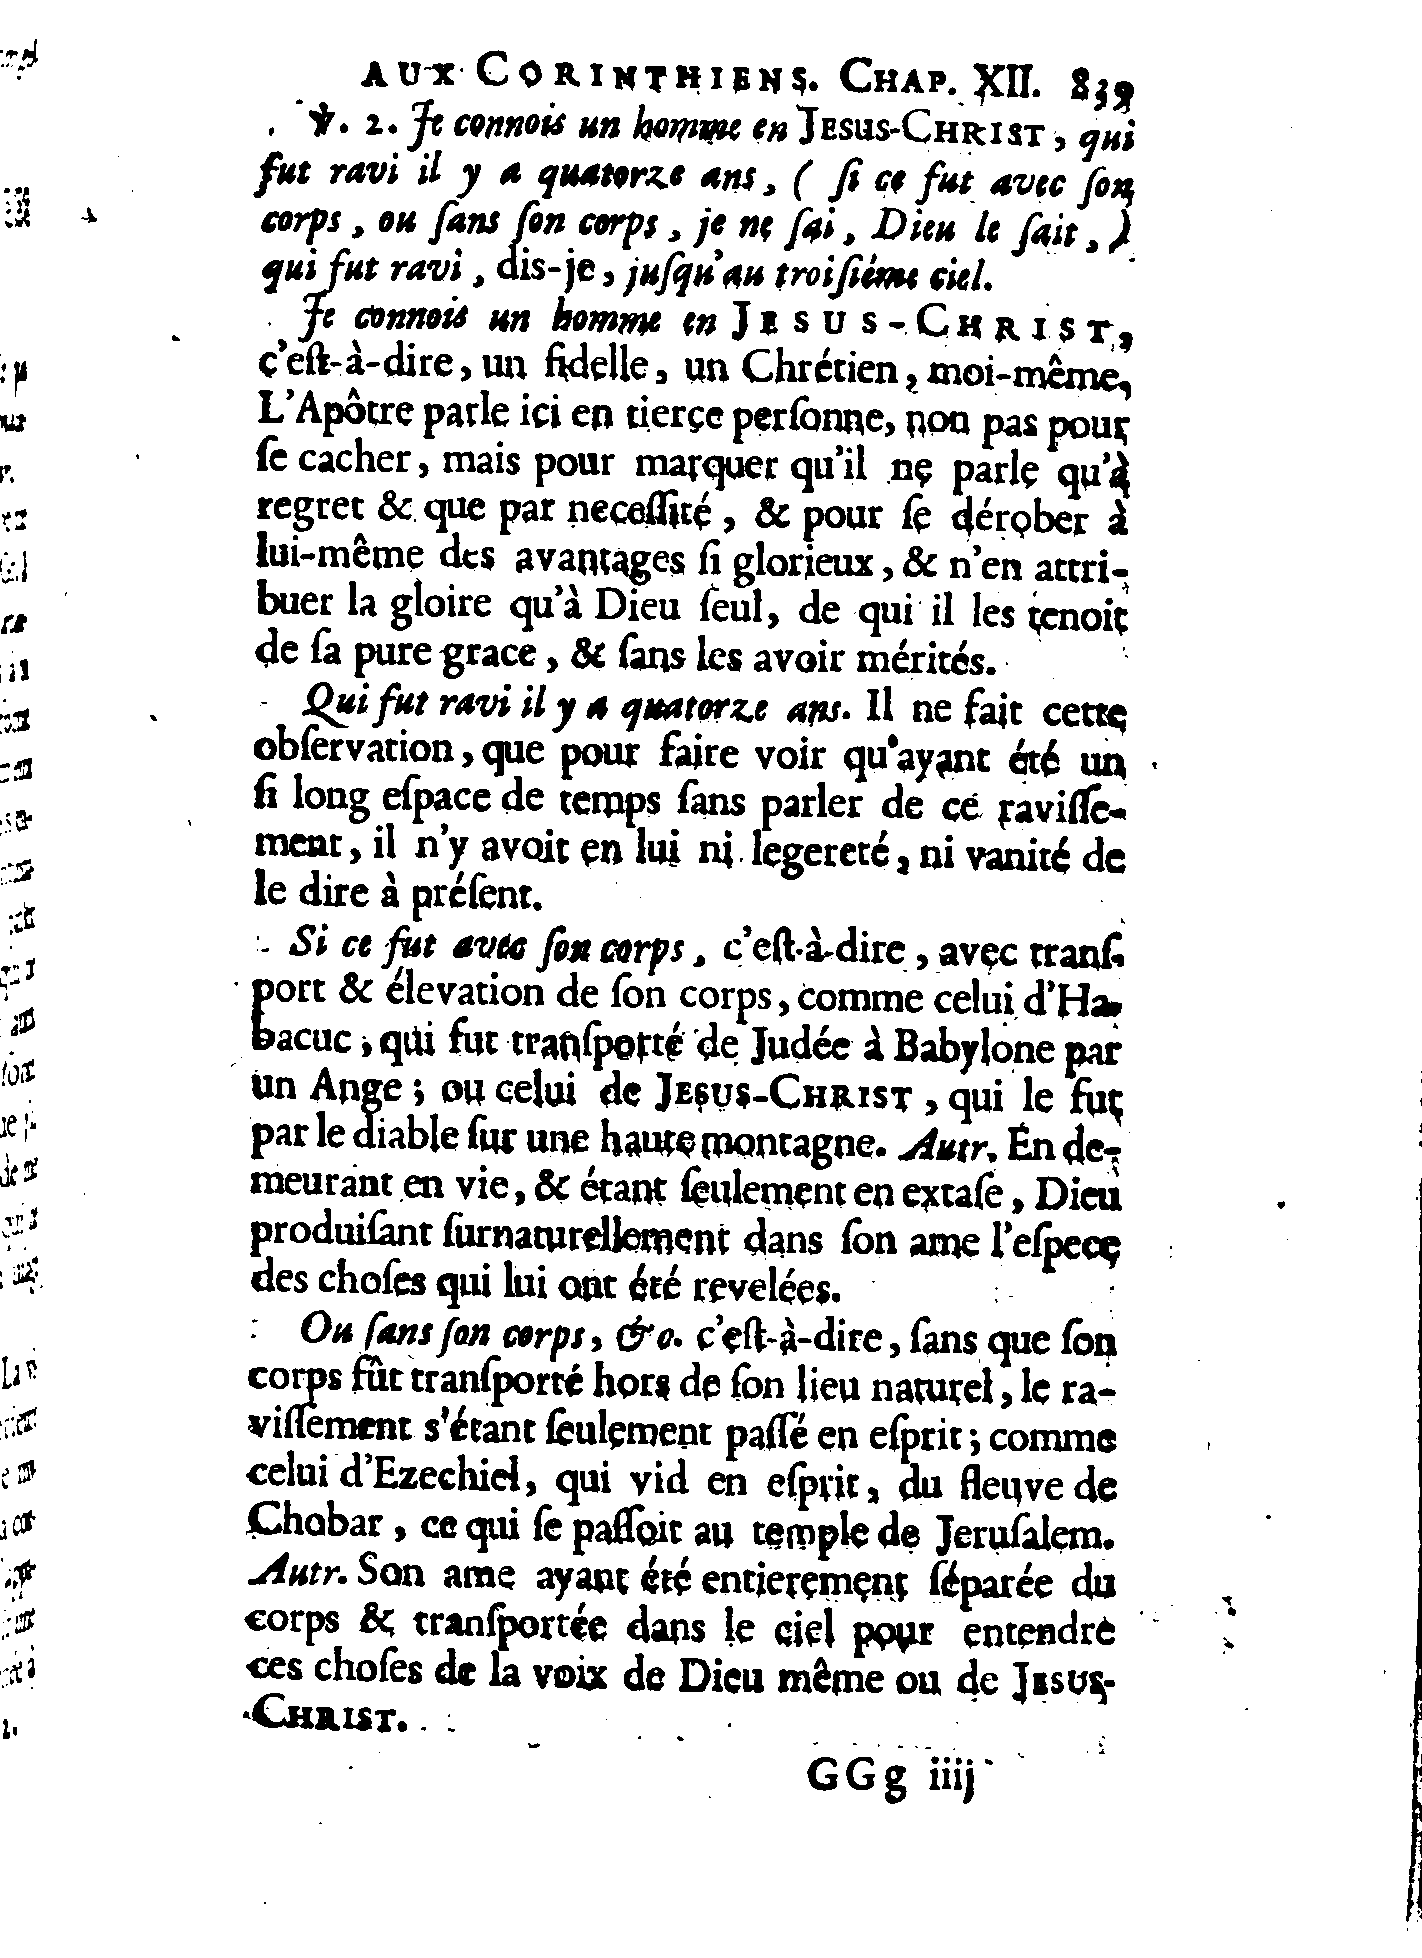 AUX CORINTHIENS. CHAP. XII. 839
℣. 2. Je connois un homme en JESUS-CHRIST, qui
fut ravi il y a quatorze ans, (ſi ce fut avec ſon
corps, ou ſans ſon corps, je ne ſai, Dieu le ſait,)
qui fut ravi, dis-je, juſqu'au troiſiéme ciel.
Je connois un homme en JESUS-CHRIST,
c'eſt-à-dire, un fidelle, un Chrétien, moi-même,
L'Apôtre parle ici en tierce perſonne, non pas pour
ſe cacher, mais pour marquer qu'il ne parle qu'à
regret & que par neceſſité, & pour ſe dérober à
lui-même des avantages ſi glorieux, & n'en attri-
buer la gloire qu'à Dieu ſeul, de qui il les tenoit
de ſa pure grace, & ſans les avoir mérités.
Qui fut ravi il y a quatorze ans. Il ne fait cette
obſervation, que pour faire voir qu'ayant été un
ſi long eſpace de temps ſans parler de ce raviſſe-
ment, il n'y avoit en lui ni legereté, ni vanité de
le dire à préſent.
Si ce fut avec ſon corps, c'eſt-à-dire, avec tranſ-
port & élevation de ſon corps, comme celui d'Ha-
bacuc, qui fut tranſporté de Judée à Babylone par
un Ange; ou celui de JESUS-CHRIST, qui le fut
par le diable ſur une haute montagne. Autr. En de-
meurant en vie, & étant ſeulement en extaſe, Dieu
produiſant ſurnaturellement dans ſon ame l'eſpece
des choſes qui lui ont été revelées.
Ou ſans ſon corps, &c. c'eſt-à-dire, ſans que ſon
corps fût tranſporté hors de ſon lieu naturel, le ra-
viſſement s'étant ſeulement paſſé en eſprit; comme
celui d'Ezechiel, qui vid en eſprit, du fleuve de
Chobar, ce qui ſe paſſoit au temple de Jeruſalem.
Autr. Son ame ayant été entierement ſéparée du
corps & tranſportée dans le ciel pour entendre
ces choſes de la voix de Dieu même ou de JESUS-
CHRIST.
GGg iiij